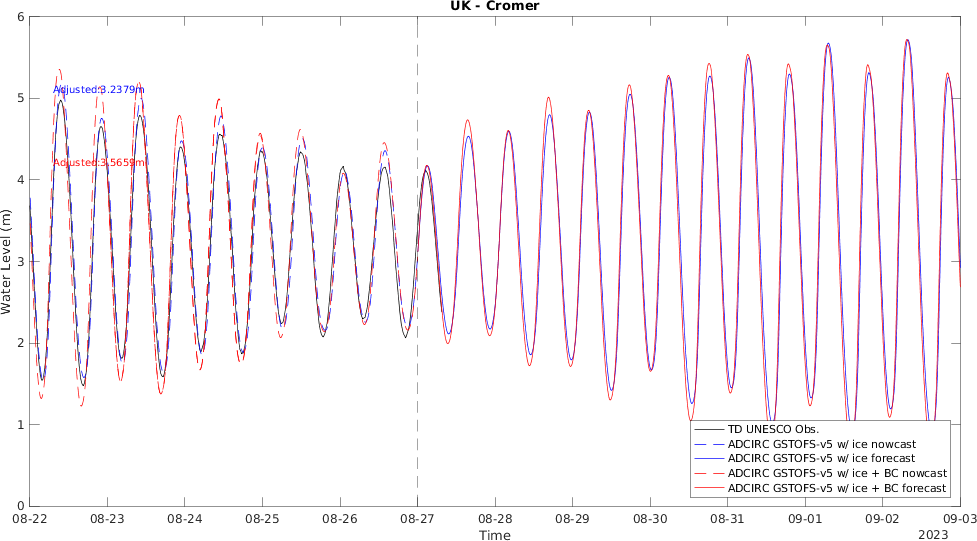 UK - Cromer
6
5
4
3
2
1
0
Water Level (m)
Adjusted:3.2379m
Adjusted:3.5659m
TD UNESCO Obs.
ADCIRC GSTOFS-v5 w/ ice nowcast
ADCIRC GSTOFS-v5 w/ ice forecast
ADCIRC GSTOFS-v5 w/ ice + BC nowcast
ADCIRC GSTOFS-v5 w/ ice + BC forecast
08-22 08-23 08-24 08-25 08-26 08-27 08-28 08-29 08-30 08-31 09-01 09-02 09-03
Time
2023